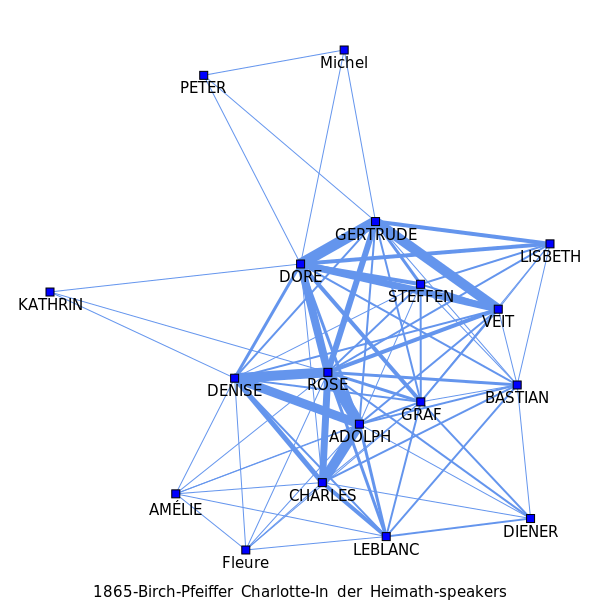 Michel
PETER
GERTRUDE
LISBETH
DORE
STEFFEN
KATHRIN
VEIT
DENISE
ROSE
BASTIAN
GRAF
ADOLPH
CHARLES
AMÉLIE
DIENER
LEBLANC
Fleure
1865-Birch-Pfeiffer Charlotte-In der Heimath-speakers